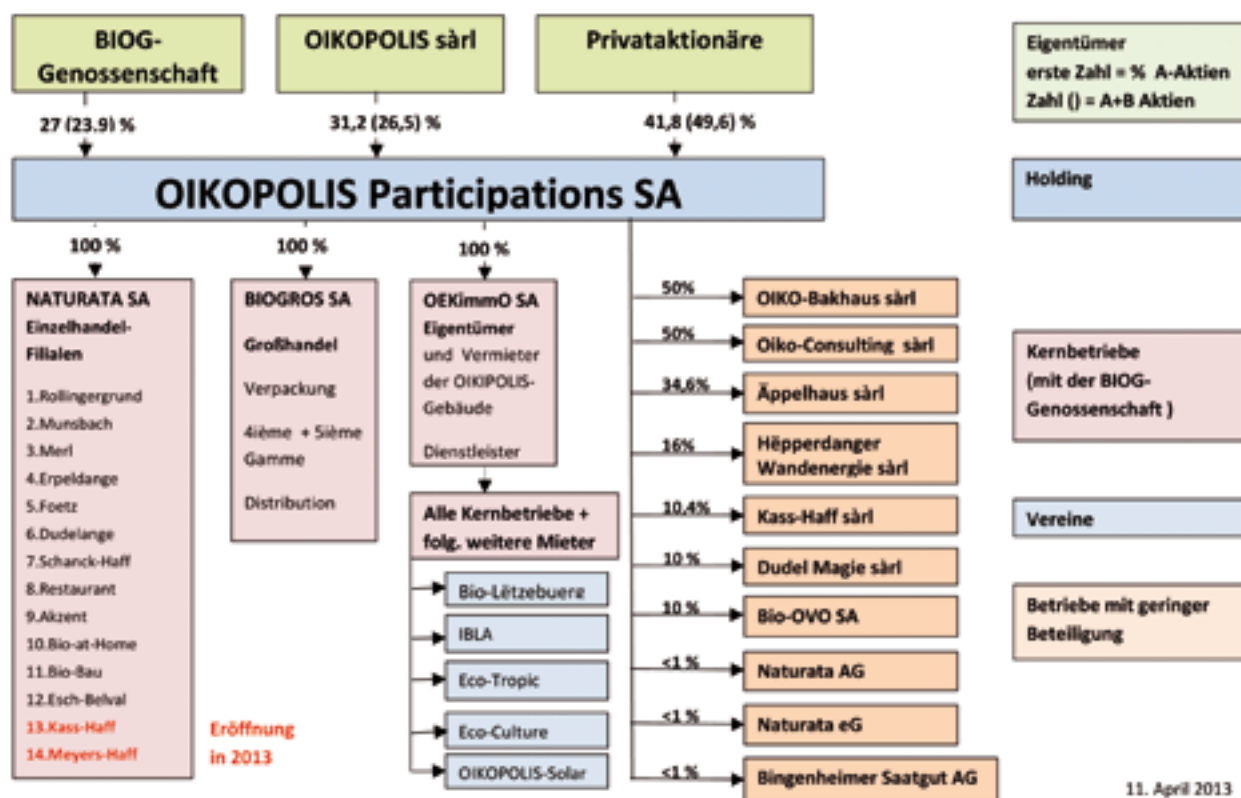 BIOG-
Genossenschaft
OIKOPOLIS sàrl
Privataktionäre
Eigentümer
erste Zahl = % A-Aktien
Zahl () = A+B Aktien
27 (23.9) %
31,2 (26,5) %
41,8 (49,6) %
OIKOPOLIS Participations SA
Holding
100 %
100 %
100 %
NATURATA SA
Einzelhandel-
Filialen
1.Rollingergrund
2.Munsbach
3.Merl
4.Erpeldange
5.Foetz
6.Dudelange
7.Schanck-Haff
8.Restaurant
9.Akzent
10.Bio-at-Home
11.Bio-Bau
12.Esch-Belval
13.Kass-Haff
14.Meyers-Haff
Eröffnung
in 2013
BIOGROS SA
Großhandel
Verpackung
4ième + 5ième
Gamme
Distribution
OEKimmO SA
Eigentümer
und Vermieter
der OIKIPOLIS-
Gebäude
Dienstleister
Alle Kernbetriebe +
folg. weitere Mieter
Bio-Lëtzebuerg
IBLA
Eco-Tropic
Eco-Culture
OIKOPOLIS-Solar
50%
OIKO-Bakhaus sàrl
50%
Oiko-Consulting sàrl
34,6%
Äppelhaus sàrl
16%
Hëpperdanger
Wandenergie sàrl
10,4%
Kass-Haff sàrl
10 %
Dudel Magie sàrl
10 %
Bio-OVO SA
<1 %
Naturata AG
<1 %
Naturata eG
<1 %
Bingenheimer Saatgut AG
Kernbetriebe
(mit der BIOG-
Genossenschaft )
Vereine
Betriebe mit geringer
Beteiligung
11. April 2013